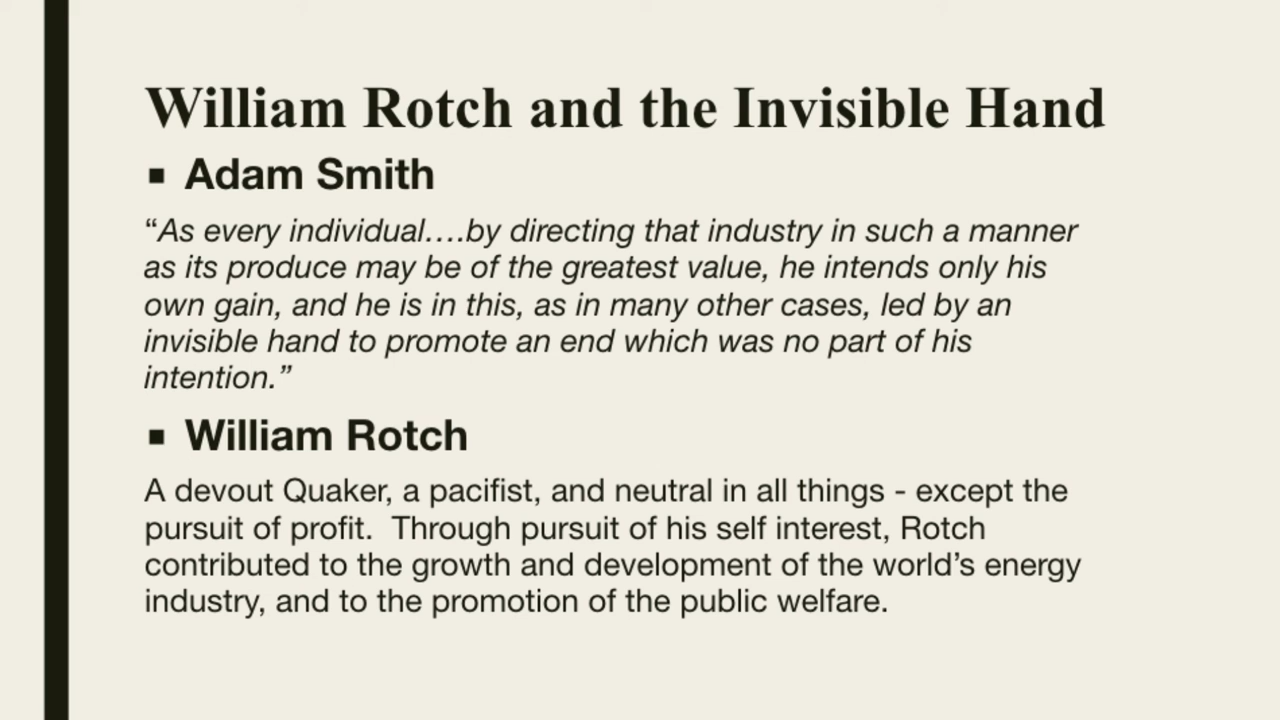 William Rotch and the Invisible Hand
▪ Adam Smith
“As every individual….by directing that industry in such a manner
as its produce may be of the greatest value, he intends only his
own gain, and he is in this, as in many other cases, led by an
invisible hand to promote an end which was no part of his
intention.”
▪ William Rotch
A devout Quaker, a pacifist, and neutral in all things - except the
pursuit of profit.  Through pursuit of his self interest, Rotch
contributed to the growth and development of the world’s energy
industry, and to the promotion of the public welfare.